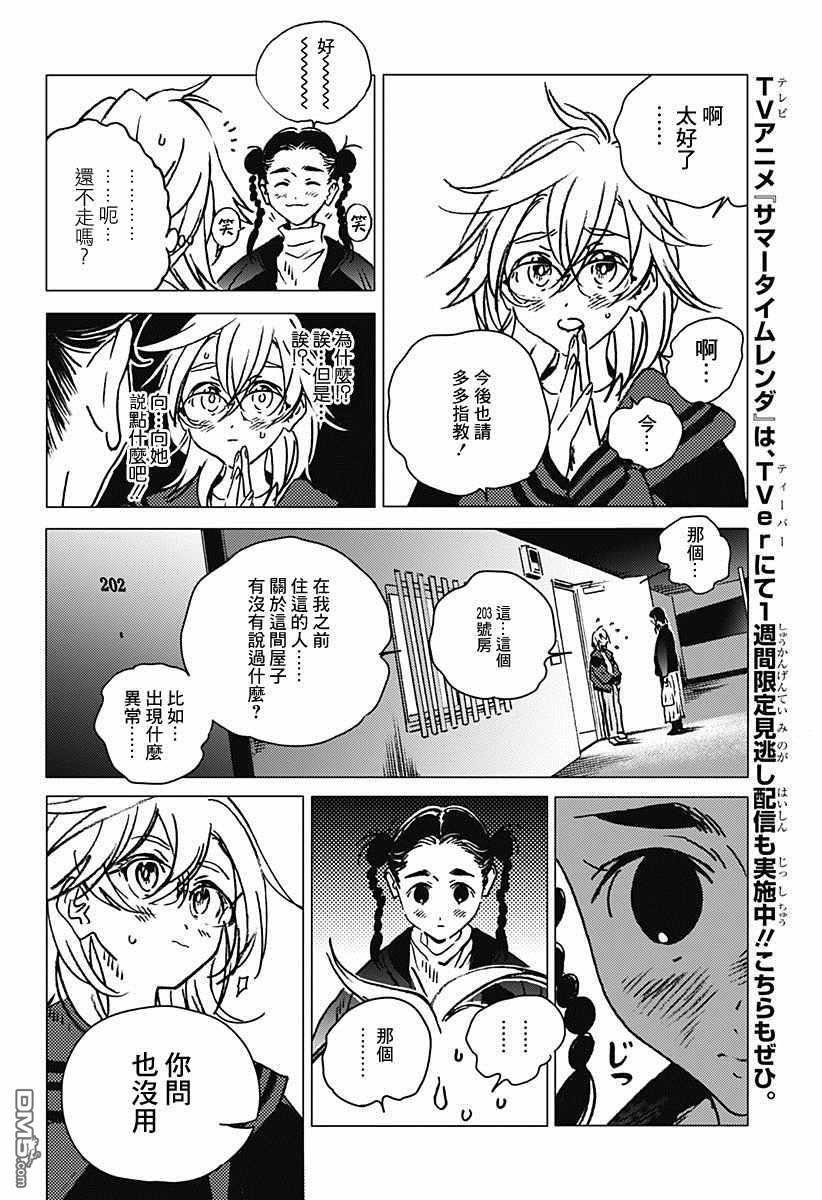 TVアニメ『サマータイムレンダ』は、TVerにて1週間限定見逃し配信も実施中!!こちらもぜひ。
テレビ
ティーバー
しゅうかんげんてい
みのが
はいしん
じっしちゅう
啊
太好了
……
啊
……
今…
今後也請
多多指教!
好
笑
笑
……
……呃…
還不走嗎?
為什麼!?
誒…但是…
誒!?
向…向她
說點什麼吧!!
那個…
這…這個
203
號房
在我之前
住這的人……
關於這間屋子
有沒有說過什麼?
比如…
出現什麼
異常…
202
じっ
……
……
那個
…
你問
也沒用
DM5
.com